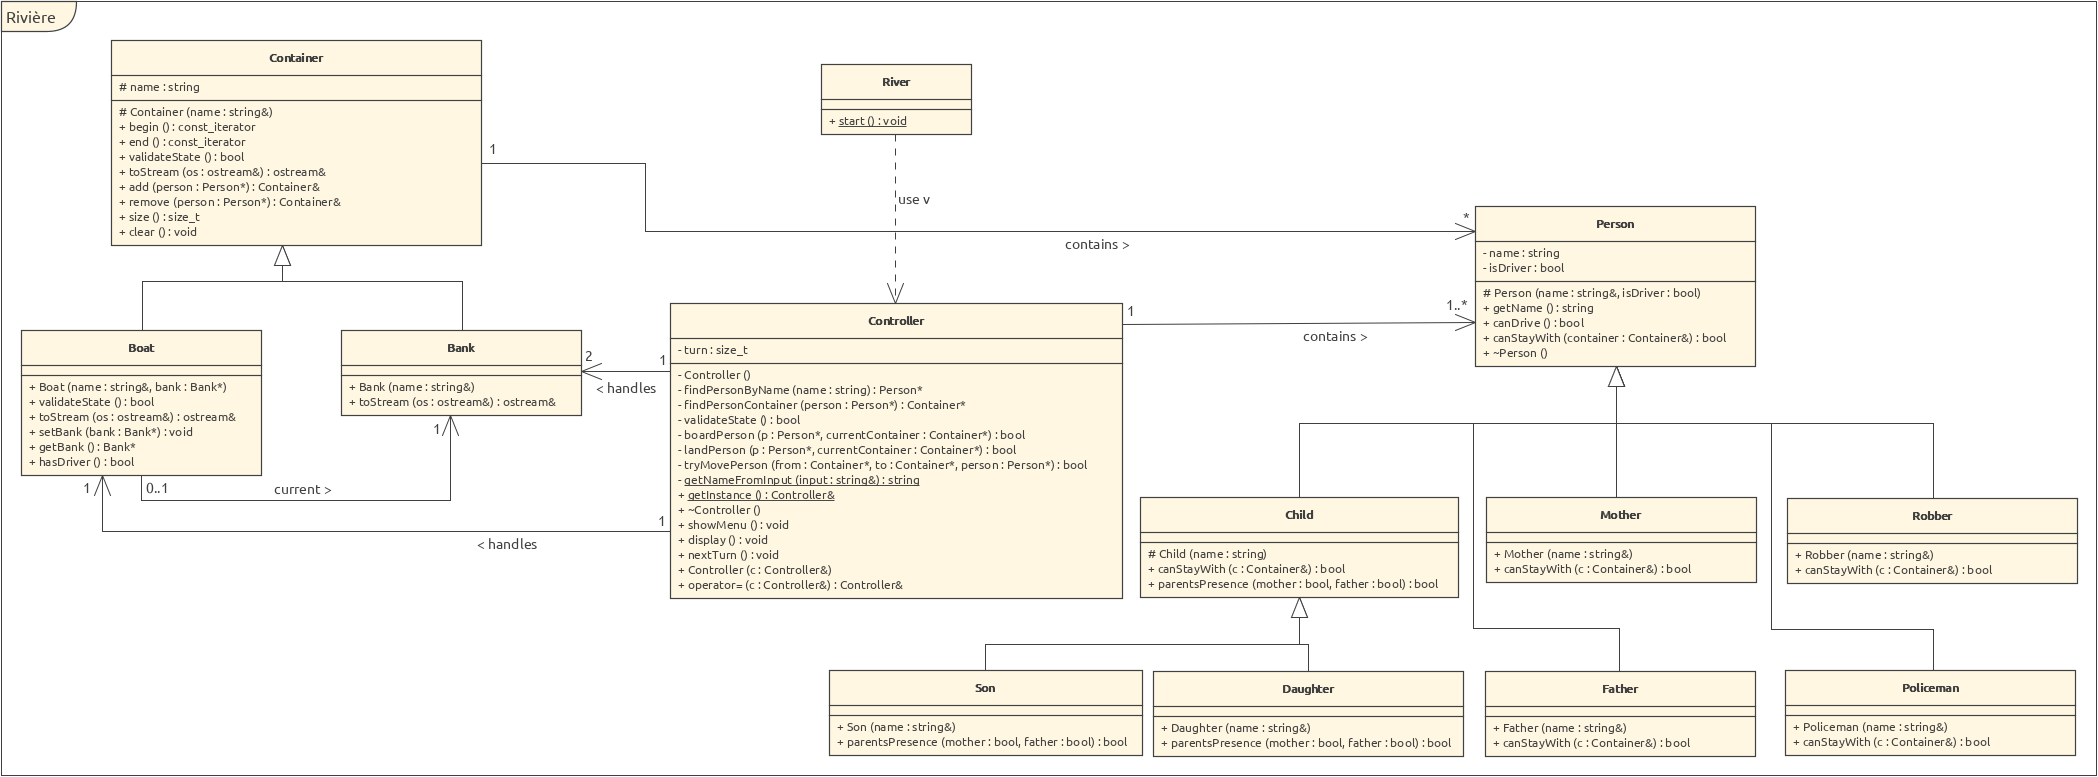 Rivière
Container
# name : string
# Container (name : string&)
+ begin () : const_iterator
+ end () : const_iterator
+ validateState () : bool
+ toStream (os : ostream&) : ostream&
+ add (person : Person*) : Container&
+ remove (person : Person*) : Container&
+ size () : size_t
+ clear () : void
1
River
+ start () : void
use v
*
contains >
Person
- name : string
- isDriver : bool
# Person (name : string&, isDriver : bool)
+ getName () : string
+ canDrive () : bool
+ canStayWith (container : Container&) : bool
+ ~Person ()
1
1..*
contains >
Boat
+ Boat (name : string&, bank : Bank*)
+ validateState () : bool
+ toStream (os : ostream&) : ostream&
+ setBank (bank : Bank*) : void
+ getBank () : Bank*
+ hasDriver () : bool
Bank
+ Bank (name : string&)
+ toStream (os : ostream&) : ostream&
2
1
< handles
1
0..1
current >
1
1
< handles
Controller
- turn : size_t
- Controller ()
- findPersonByName (name : string) : Person*
- findPersonContainer (person : Person*) : Container*
- validateState () : bool
- boardPerson (p : Person*, currentContainer : Container*) : bool
- landPerson (p : Person*, currentContainer : Container*) : bool
- tryMovePerson (from : Container*, to : Container*, person : Person*) : bool
- getNameFromInput (input : string&) : string
+ getInstance () : Controller&
+ ~Controller ()
+ showMenu () : void
+ display () : void
+ nextTurn () : void
+ Controller (c : Controller&)
+ operator= (c : Controller&) : Controller&
Child
# Child (name : string)
+ canStayWith (c : Container&) : bool
+ parentsPresence (mother : bool, father : bool) : bool
Mother
+ Mother (name : string&)
+ canStayWith (c : Container&) : bool
Robber
+ Robber (name : string&)
+ canStayWith (c : Container&) : bool
Son
+ Son (name : string&)
+ parentsPresence (mother : bool, father : bool) : bool
Daughter
+ Daughter (name : string&)
+ parentsPresence (mother : bool, father : bool) : bool
Father
+ Father (name : string&)
+ canStayWith (c : Container&) : bool
Policeman
+ Policeman (name : string&)
+ canStayWith (c : Container&) : bool